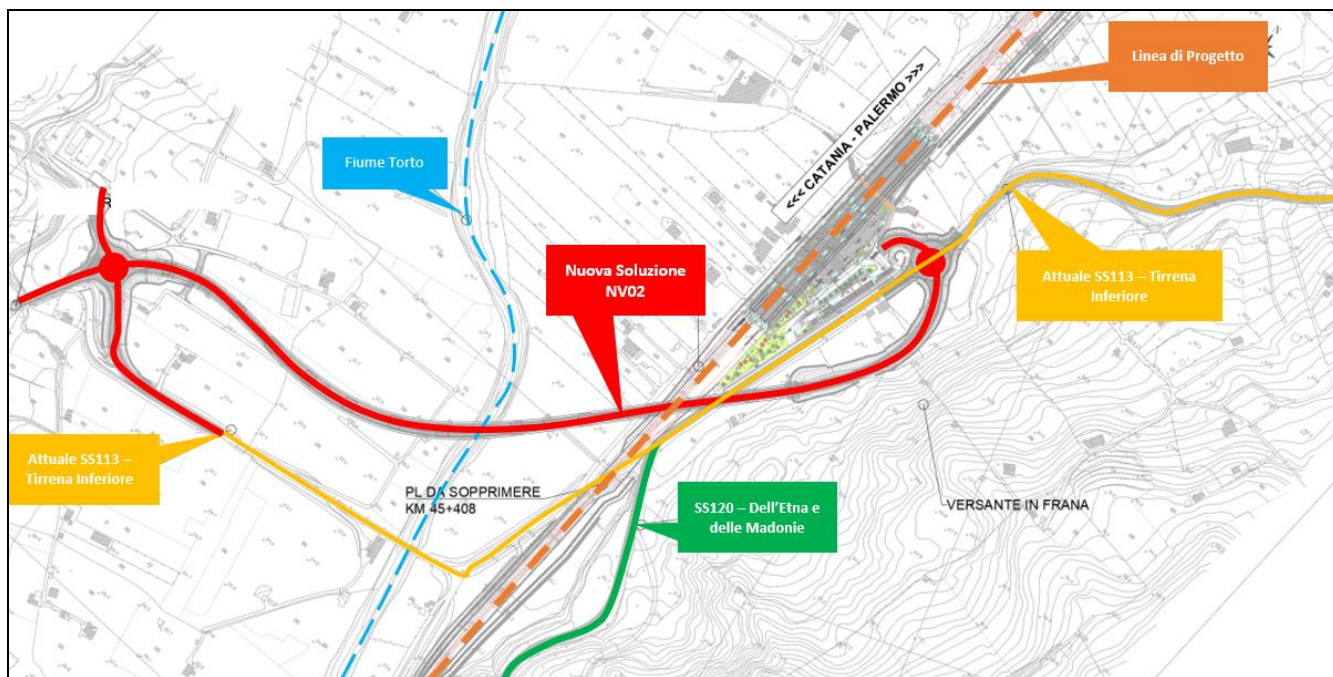 Linea di Progetto
<<< CATANIA - PALERMO >>>
Fiume Torto
Nuova Soluzione
NV02
Attuale SS113 – Tirrena
Inferiore
Attuale SS113 –
Tirrena Inferiore
PL DA SOPPRIMERE
KM 45+408
SS120 – Dell'Etna e
delle Madonie
VERSANTE IN FRANA